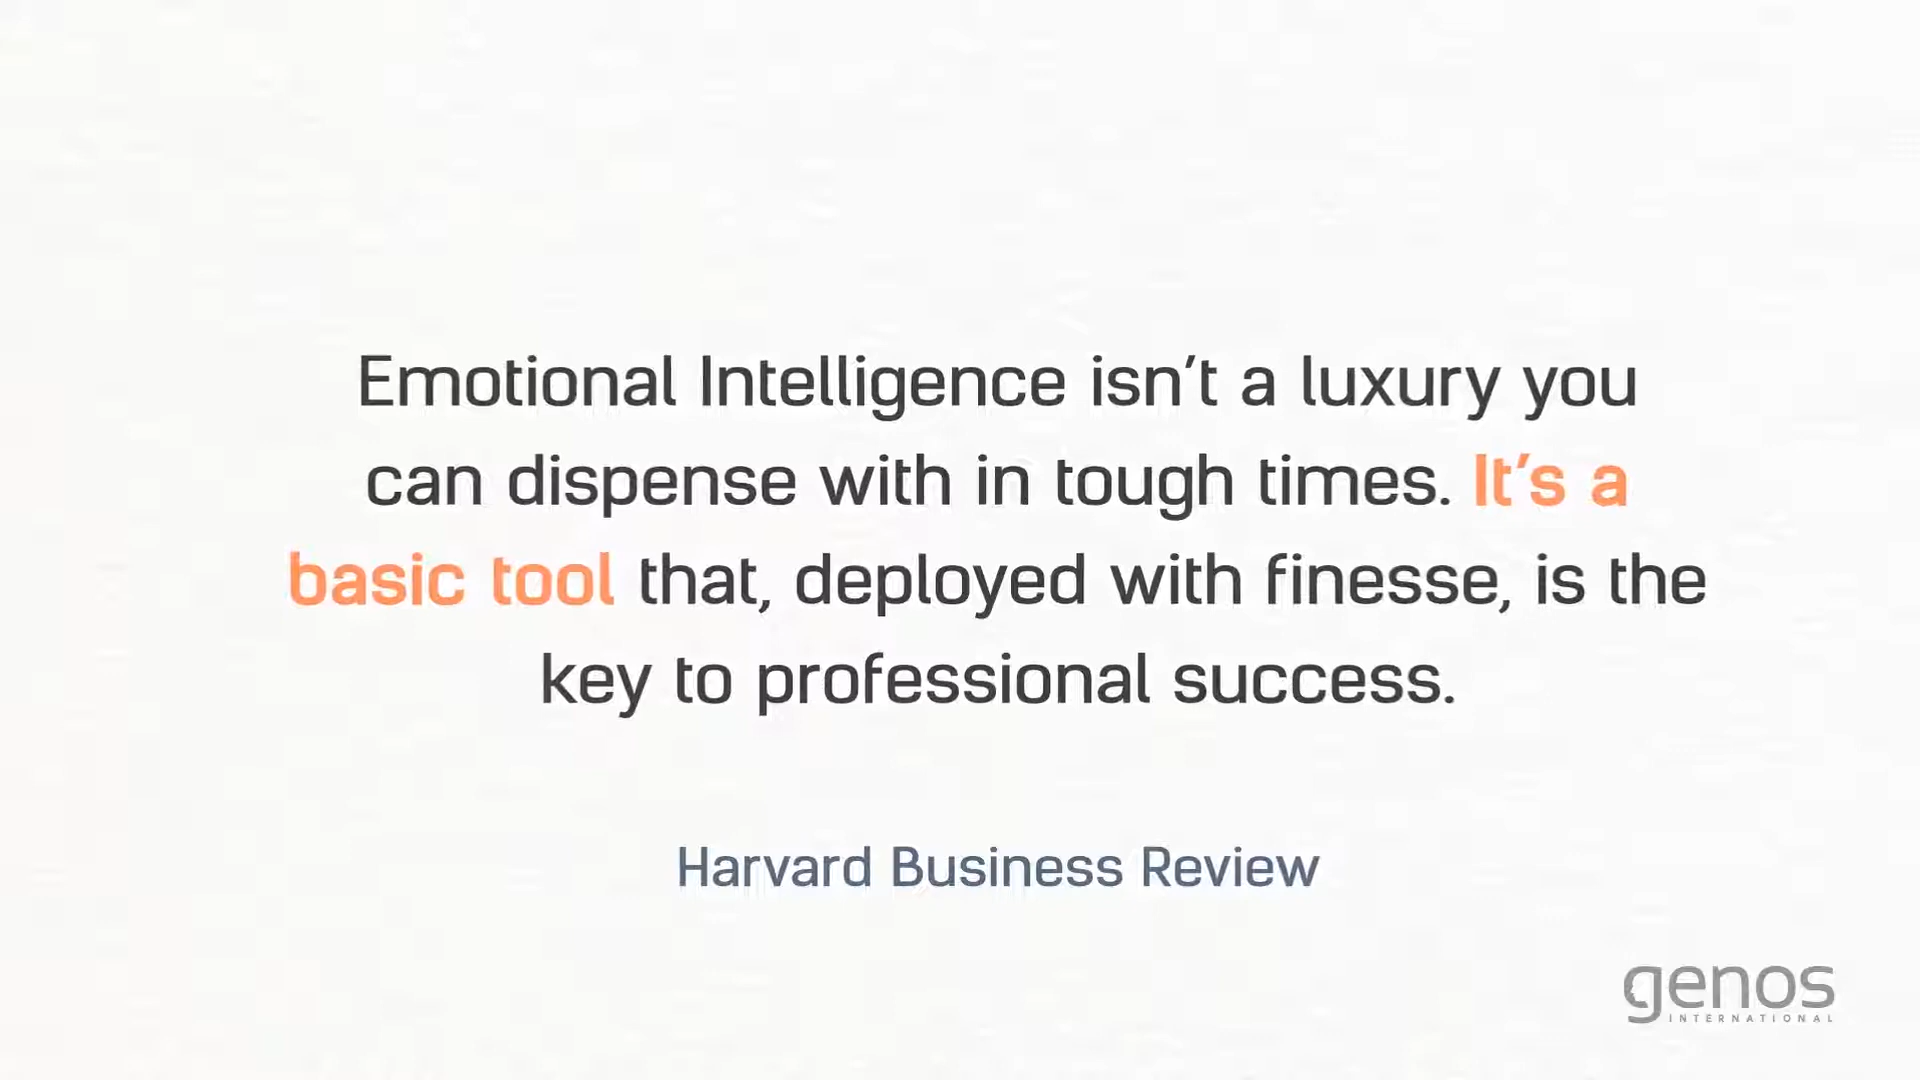 Emotional Intelligence isn’t a luxury you
can dispense with in tough times. It’s a
basic tool that, deployed with finesse, is the
key to professional success.
Harvard Business Review
genos
INTERNATIONAL